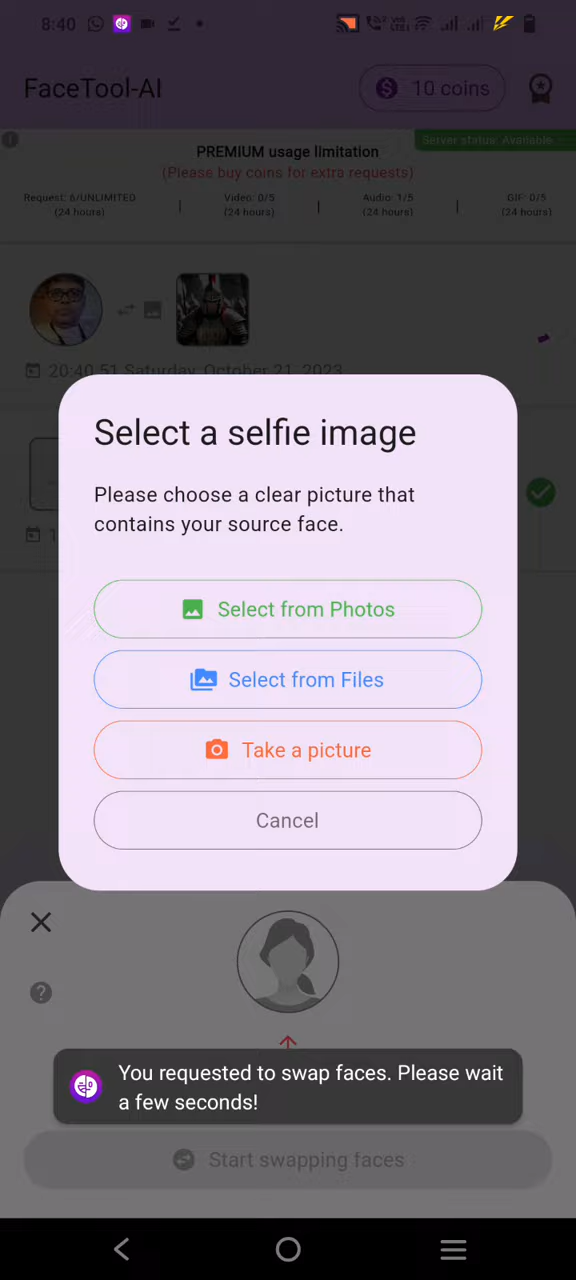 8:40
FaceTool-AI
10 coins
Server status: Available
PREMIUM usage limitation
(Please buy coins for extra requests)
Request: 6/UNLIMITED
(24 hours)
|
Video: 0/5
(24 hours)
|
Audio: 1/5
(24 hours)
|
GIF: 0/5
(24 hours)
20:40 51 Saturday, October 21, 2023
Select a selfie image
Please choose a clear picture that
contains your source face.
Select from Photos
Select from Files
Take a picture
Cancel
You requested to swap faces. Please wait
a few seconds!
Start swapping faces